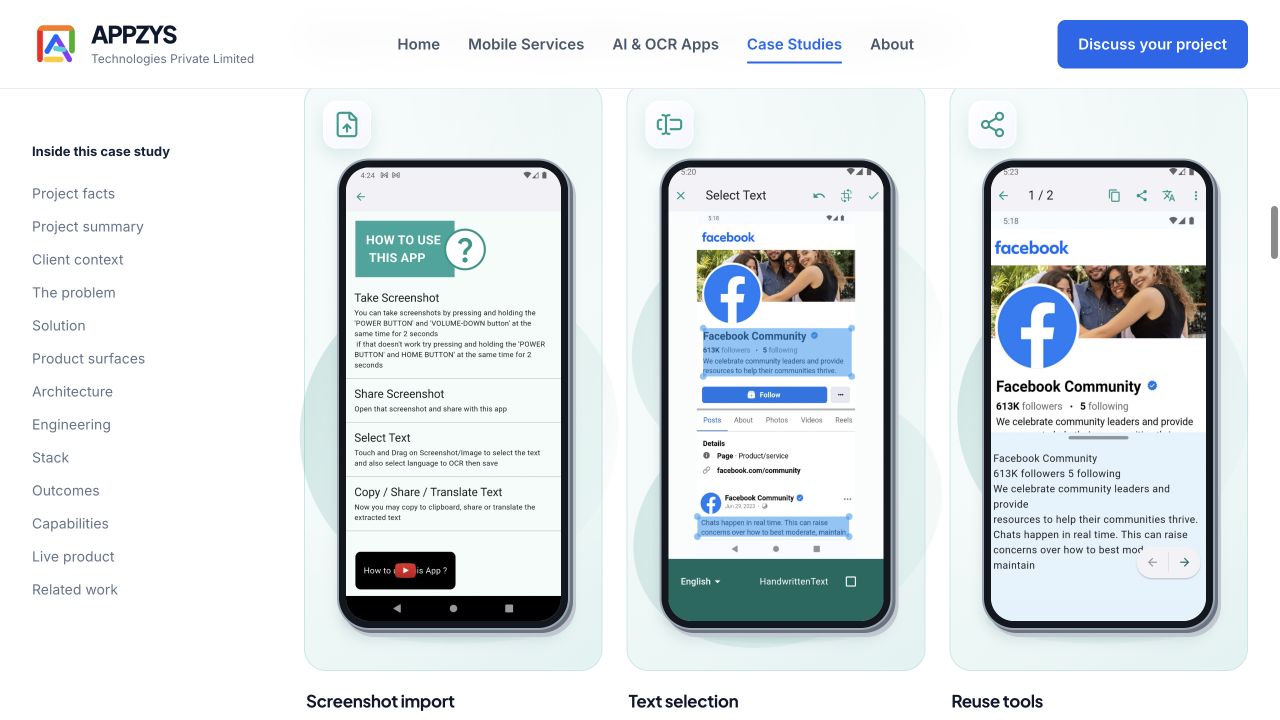 APPZYS
Technologies Private Limited
Home
Mobile Services
AI & OCR Apps
Case Studies
About
Discuss your project
Inside this case study
Project facts
Project summary
Client context
The problem
Solution
Product surfaces
Architecture
Engineering
Stack
Outcomes
Capabilities
Live product
Related work
4:24
HOW TO USE
THIS APP
?
Take Screenshot
You can take screenshots by pressing and holding the
'POWER BUTTON' and 'VOLUME-DOWN button' at the
same time for 2 seconds
if that doesn't work try pressing and holding the 'POWER
BUTTON' and HOME BUTTON' at the same time for 2
seconds
Share Screenshot
Open that screenshot and share with this app
Select Text
Touch and Drag on Screenshot/Image to select the text
and also select language to OCR then save
Copy / Share / Translate Text
Now you may copy to clipboard, share or translate the
extracted text
How to is App ?
Screenshot import
5:20
Select Text
5:18
facebook
Facebook Community
613K followers • 5 following
We celebrate community leaders and provide
resources to help their communities thrive.
Follow
Posts
About
Photos
Videos
Reels
Details
Page · Product/service
facebook.com/community
Facebook Community
Jun 29, 2023
Chats happen in real time. This can raise
concerns over how to best moderate, maintain
English
HandwrittenText
Text selection
5:23
1 / 2
5:18
facebook
Facebook Community
613K followers • 5 following
We celebrate community leaders and provide
Facebook Community
613K followers 5 following
We celebrate community leaders and
provide
resources to help their communities thrive.
Chats happen in real time. This can raise
concerns over how to best mod
maintain
Reuse tools